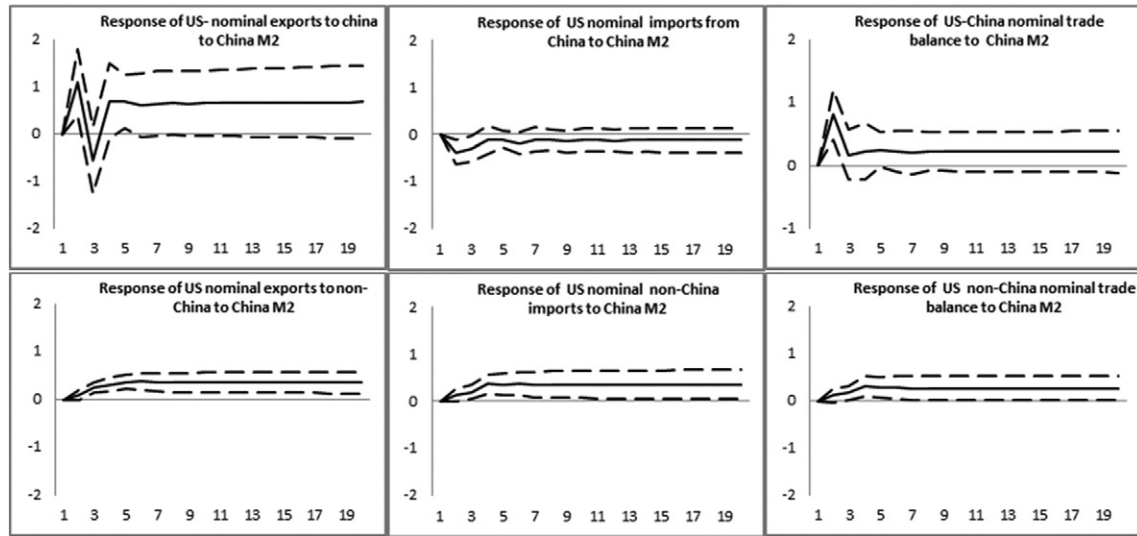 Response of US- nominal exports to china
to China M2
2
1
0
-1
-2
1 3 5 7 9 11 13 15 17 19
Response of US nominal imports from
China to China M2
2
1
0
-1
-2
1 3 5 7 9 11 13 15 17 19
Response of US-China nominal trade
balance to China M2
2
1
0
-1
1 3 5 7 9 11 13 15 17 19
Response of US nominal exports to non-
China to China M2
2
1
0
-1
-2
1 3 5 7 9 11 13 15 17 19
Response of US nominal non-China
imports to China M2
2
1
0
-1
-2
1 3 5 7 9 11 13 15 17 19
Response of US non-China nominal trade
balance to China M2
2
1
0
-1
-2
1 3 5 7 9 11 13 15 17 19